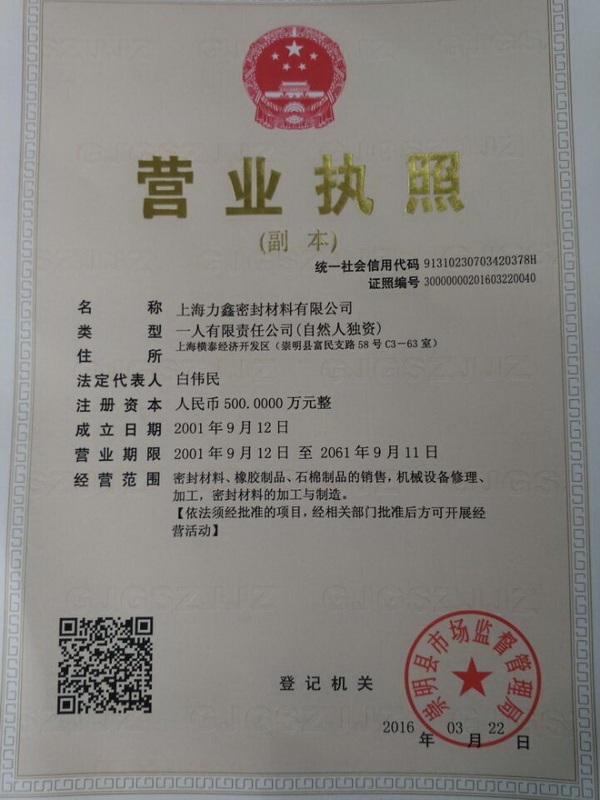 营业执照
(副本)
统一社会信用代码 91310230703420378H
证照编号 30000000201603220040
名称 上海力鑫密封材料有限公司
类型 一人有限责任公司(自然人独资)
住所 上海横泰经济开发区（崇明县富民支路58号C3-63室）
法定代表人 白伟民
注册资本 人民币500.0000万元整
成立日期 2001年9月12日
营业期限 2001年9月12日 至 2061年9月11日
经营范围 密封材料、橡胶制品、石棉制品的销售,机械设备修理、
加工,密封材料的加工与制造。
【依法须经批准的项目,经相关部门批准后方可开展经
营活动】
登记机关
崇明县市场监督管理局
2016年03月22日